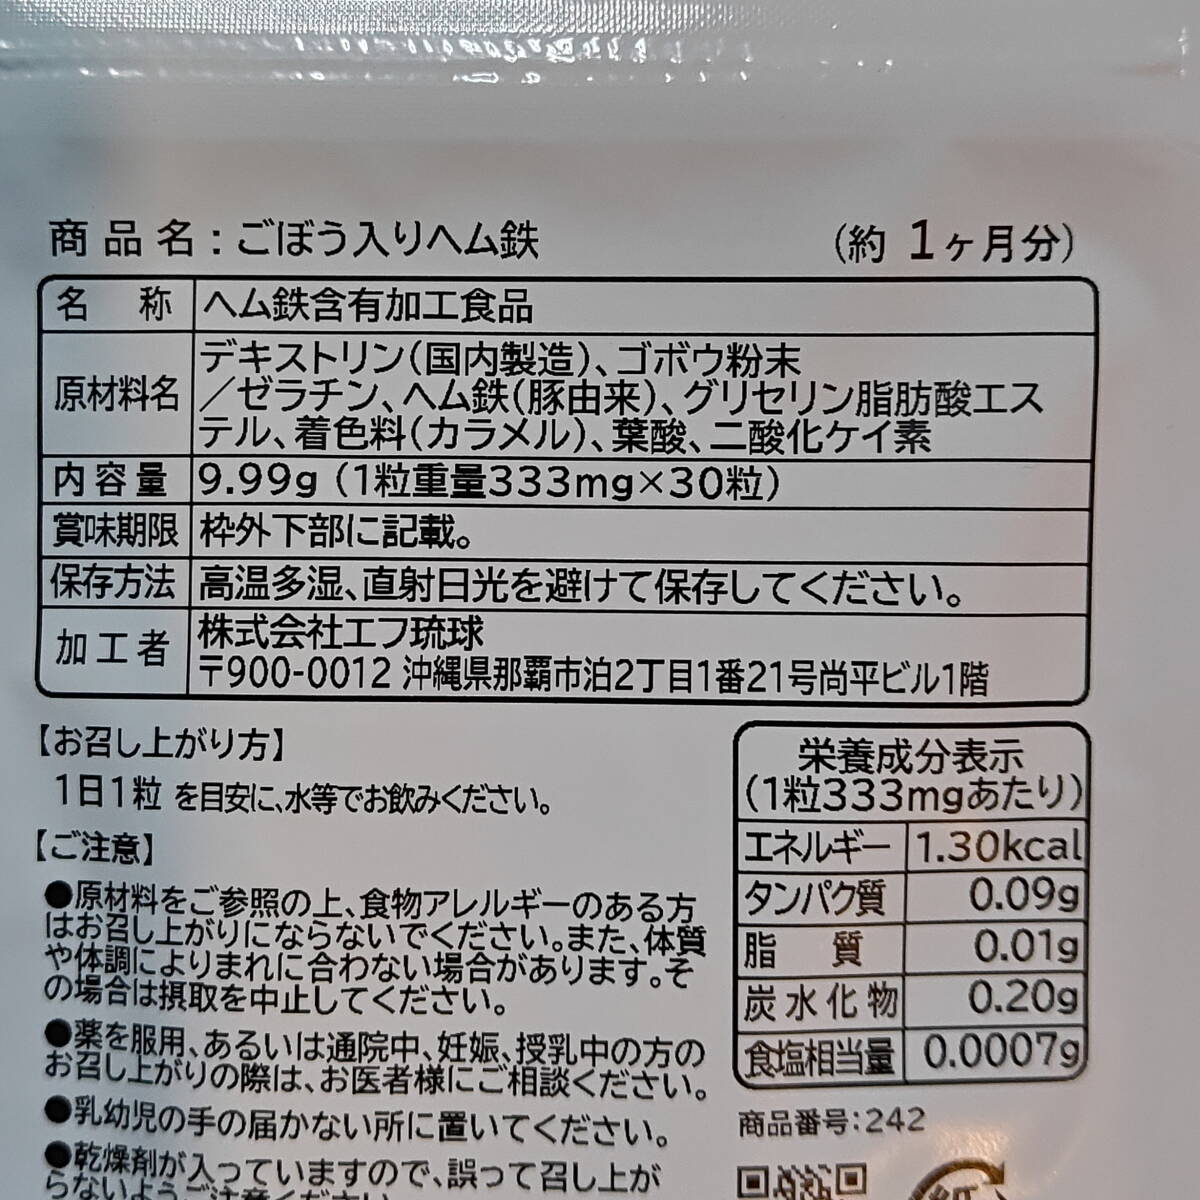 商品名：ごぼう入りヘム鉄
(約 1ヶ月分)
名称 ヘム鉄含有加工食品
原材料名 デキストリン(国内製造)、ゴボウ粉末
／ゼラチン、ヘム鉄(豚由来)、グリセリン脂肪酸エス
テル、着色料(カラメル)、葉酸、二酸化ケイ素
内容量 9.99g (1粒重量333mg×30粒)
賞味期限 枠外下部に記載。
保存方法 高温多湿、直射日光を避けて保存してください。
加工者 株式会社エフ琉球
〒900-0012 沖縄県那覇市泊2丁目1番21号尚平ビル1階
【お召し上がり方】
1日1粒 を目安に、水等でお飲みください。
【ご注意】
●原材料をご参照の上、食物アレルギーのある方
はお召し上がりにならないでください。また、体質
や体調によりまれに合わない場合があります。そ
の場合は摂取を中止してください。
●薬を服用、あるいは通院中、妊娠、授乳中の方の
お召し上がりの際は、お医者様にご相談ください。
●乳幼児の手の届かない所に置いてください。
●乾燥剤が入っていますので、誤って召し上が
らないようご注意ください。
栄養成分表示
(1粒333mgあたり)
エネルギー 1.30kcal
タンパク質 0.09g
脂質 0.01g
炭水化物 0.20g
食塩相当量 0.0007g
商品番号：242